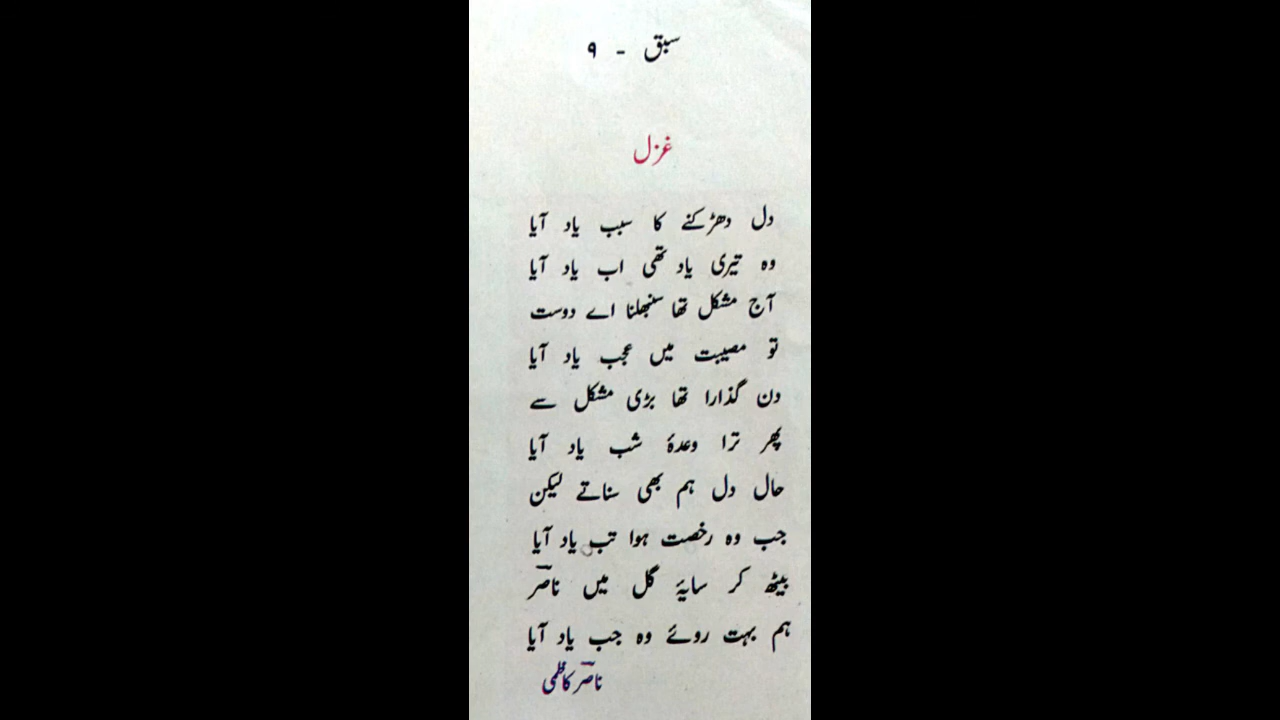 سبق - ۹
غزل
دل دھڑکنے کا سبب یاد آیا
وہ تیری یاد تھی اب یاد آیا
آج مشکل تھا سنبھلنا اے دوست
تو مصیبت میں عجب یاد آیا
دن گذارا تھا بڑی مشکل سے
پھر ترا وعدۂ شب یاد آیا
حال دل ہم بھی سناتے لیکن
جب وہ رخصت ہوا تب یاد آیا
بیٹھ کر سایۂ گل میں ناصرؔ
ہم بہت روئے وہ جب یاد آیا
ناصرؔ کاظمی